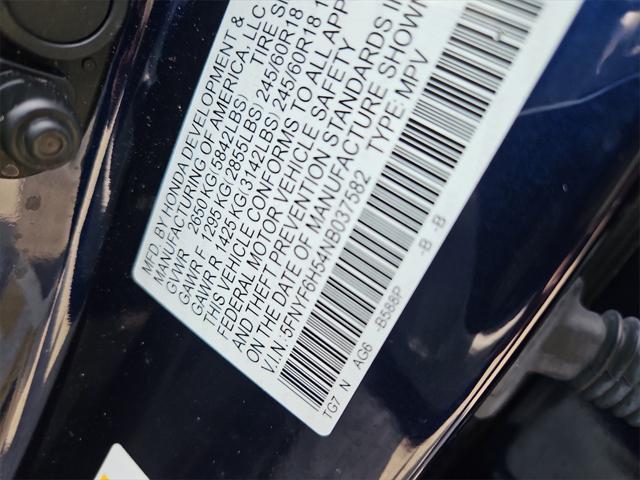 MFD.BY HONDA DEVELOPMENT &
MANUFACTURING OF AMERICA, LLC
GVWR 2650 KG(5842LBS) TIRE
GAWR F 1295 KG(2855LBS) 245/60R18
GAWR R 1425 KG(3142LBS) 245/60R18
THIS VEHICLE CONFORMS TO ALL APP
FEDERAL MOTOR VEHICLE SAFETY
AND THEFT PREVENTION STANDARDS IN
ON THE DATE OF MANUFACTURE SHOWN
V.I.N.:5FNYF6H54NB037582 TYPE:MPV
TG7 N AG6 -B588P -B -B